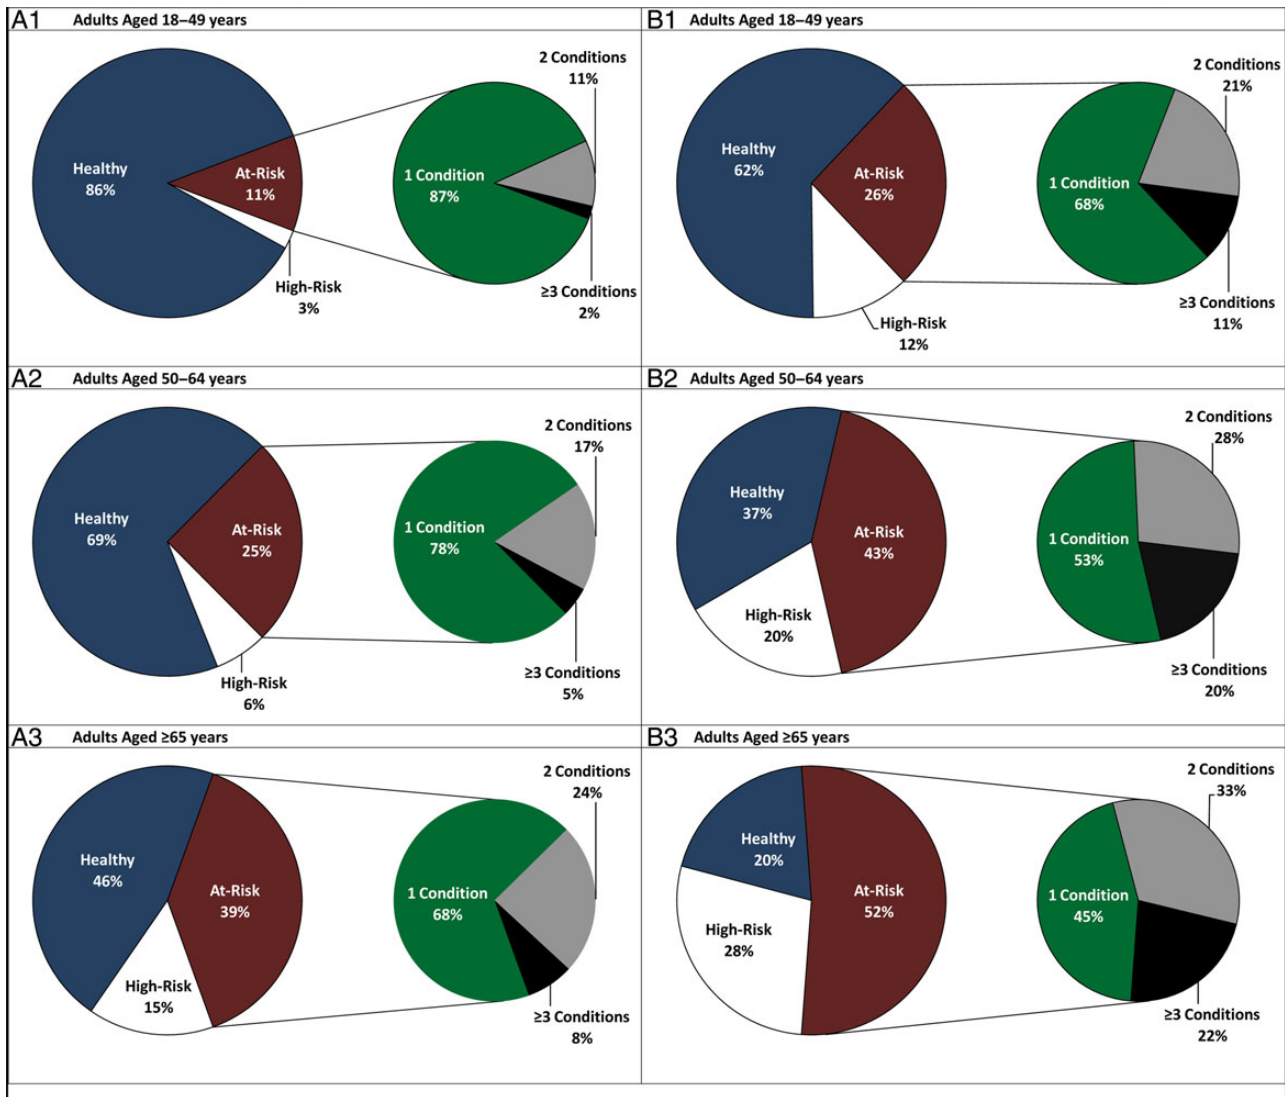 A1 Adults Aged 18–49 years
Healthy
86%
At-Risk
11%
High-Risk
3%
1 Condition
87%
2 Conditions
11%
≥3 Conditions
2%
B1 Adults Aged 18–49 years
Healthy
62%
At-Risk
26%
High-Risk
12%
1 Condition
68%
2 Conditions
21%
≥3 Conditions
11%
A2 Adults Aged 50–64 years
Healthy
69%
At-Risk
25%
High-Risk
6%
1 Condition
78%
2 Conditions
17%
≥3 Conditions
5%
B2 Adults Aged 50–64 years
Healthy
37%
At-Risk
43%
High-Risk
20%
1 Condition
53%
2 Conditions
28%
≥3 Conditions
20%
A3 Adults Aged ≥65 years
Healthy
46%
At-Risk
39%
High-Risk
15%
1 Condition
68%
2 Conditions
24%
≥3 Conditions
8%
B3 Adults Aged ≥65 years
Healthy
20%
At-Risk
52%
High-Risk
28%
1 Condition
45%
2 Conditions
33%
≥3 Conditions
22%